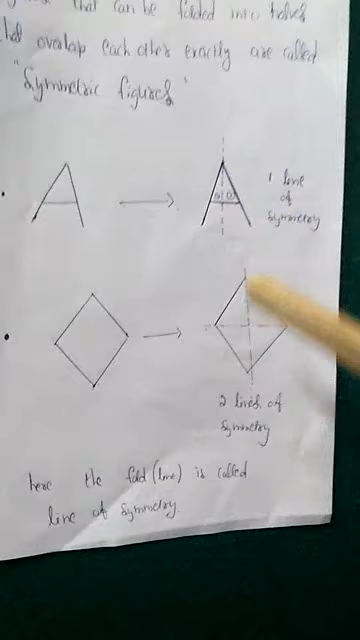 that can be folded into halves
that overlap each other exactly are called
"Symmetric figures"
A
A
1 line
of
symmetry
2 lines of
symmetry
here the fold (line) is called
line of symmetry.